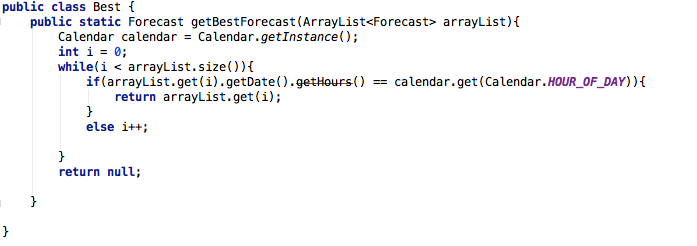 public class Best {
    public static Forecast getBestForecast(ArrayList<Forecast> arrayList){
        Calendar calendar = Calendar.getInstance();
        int i = 0;
        while(i < arrayList.size()){
            if(arrayList.get(i).getDate().getHours() == calendar.get(Calendar.HOUR_OF_DAY)){
                return arrayList.get(i);
            }
            else i++;
        }
        return null;
    }
}